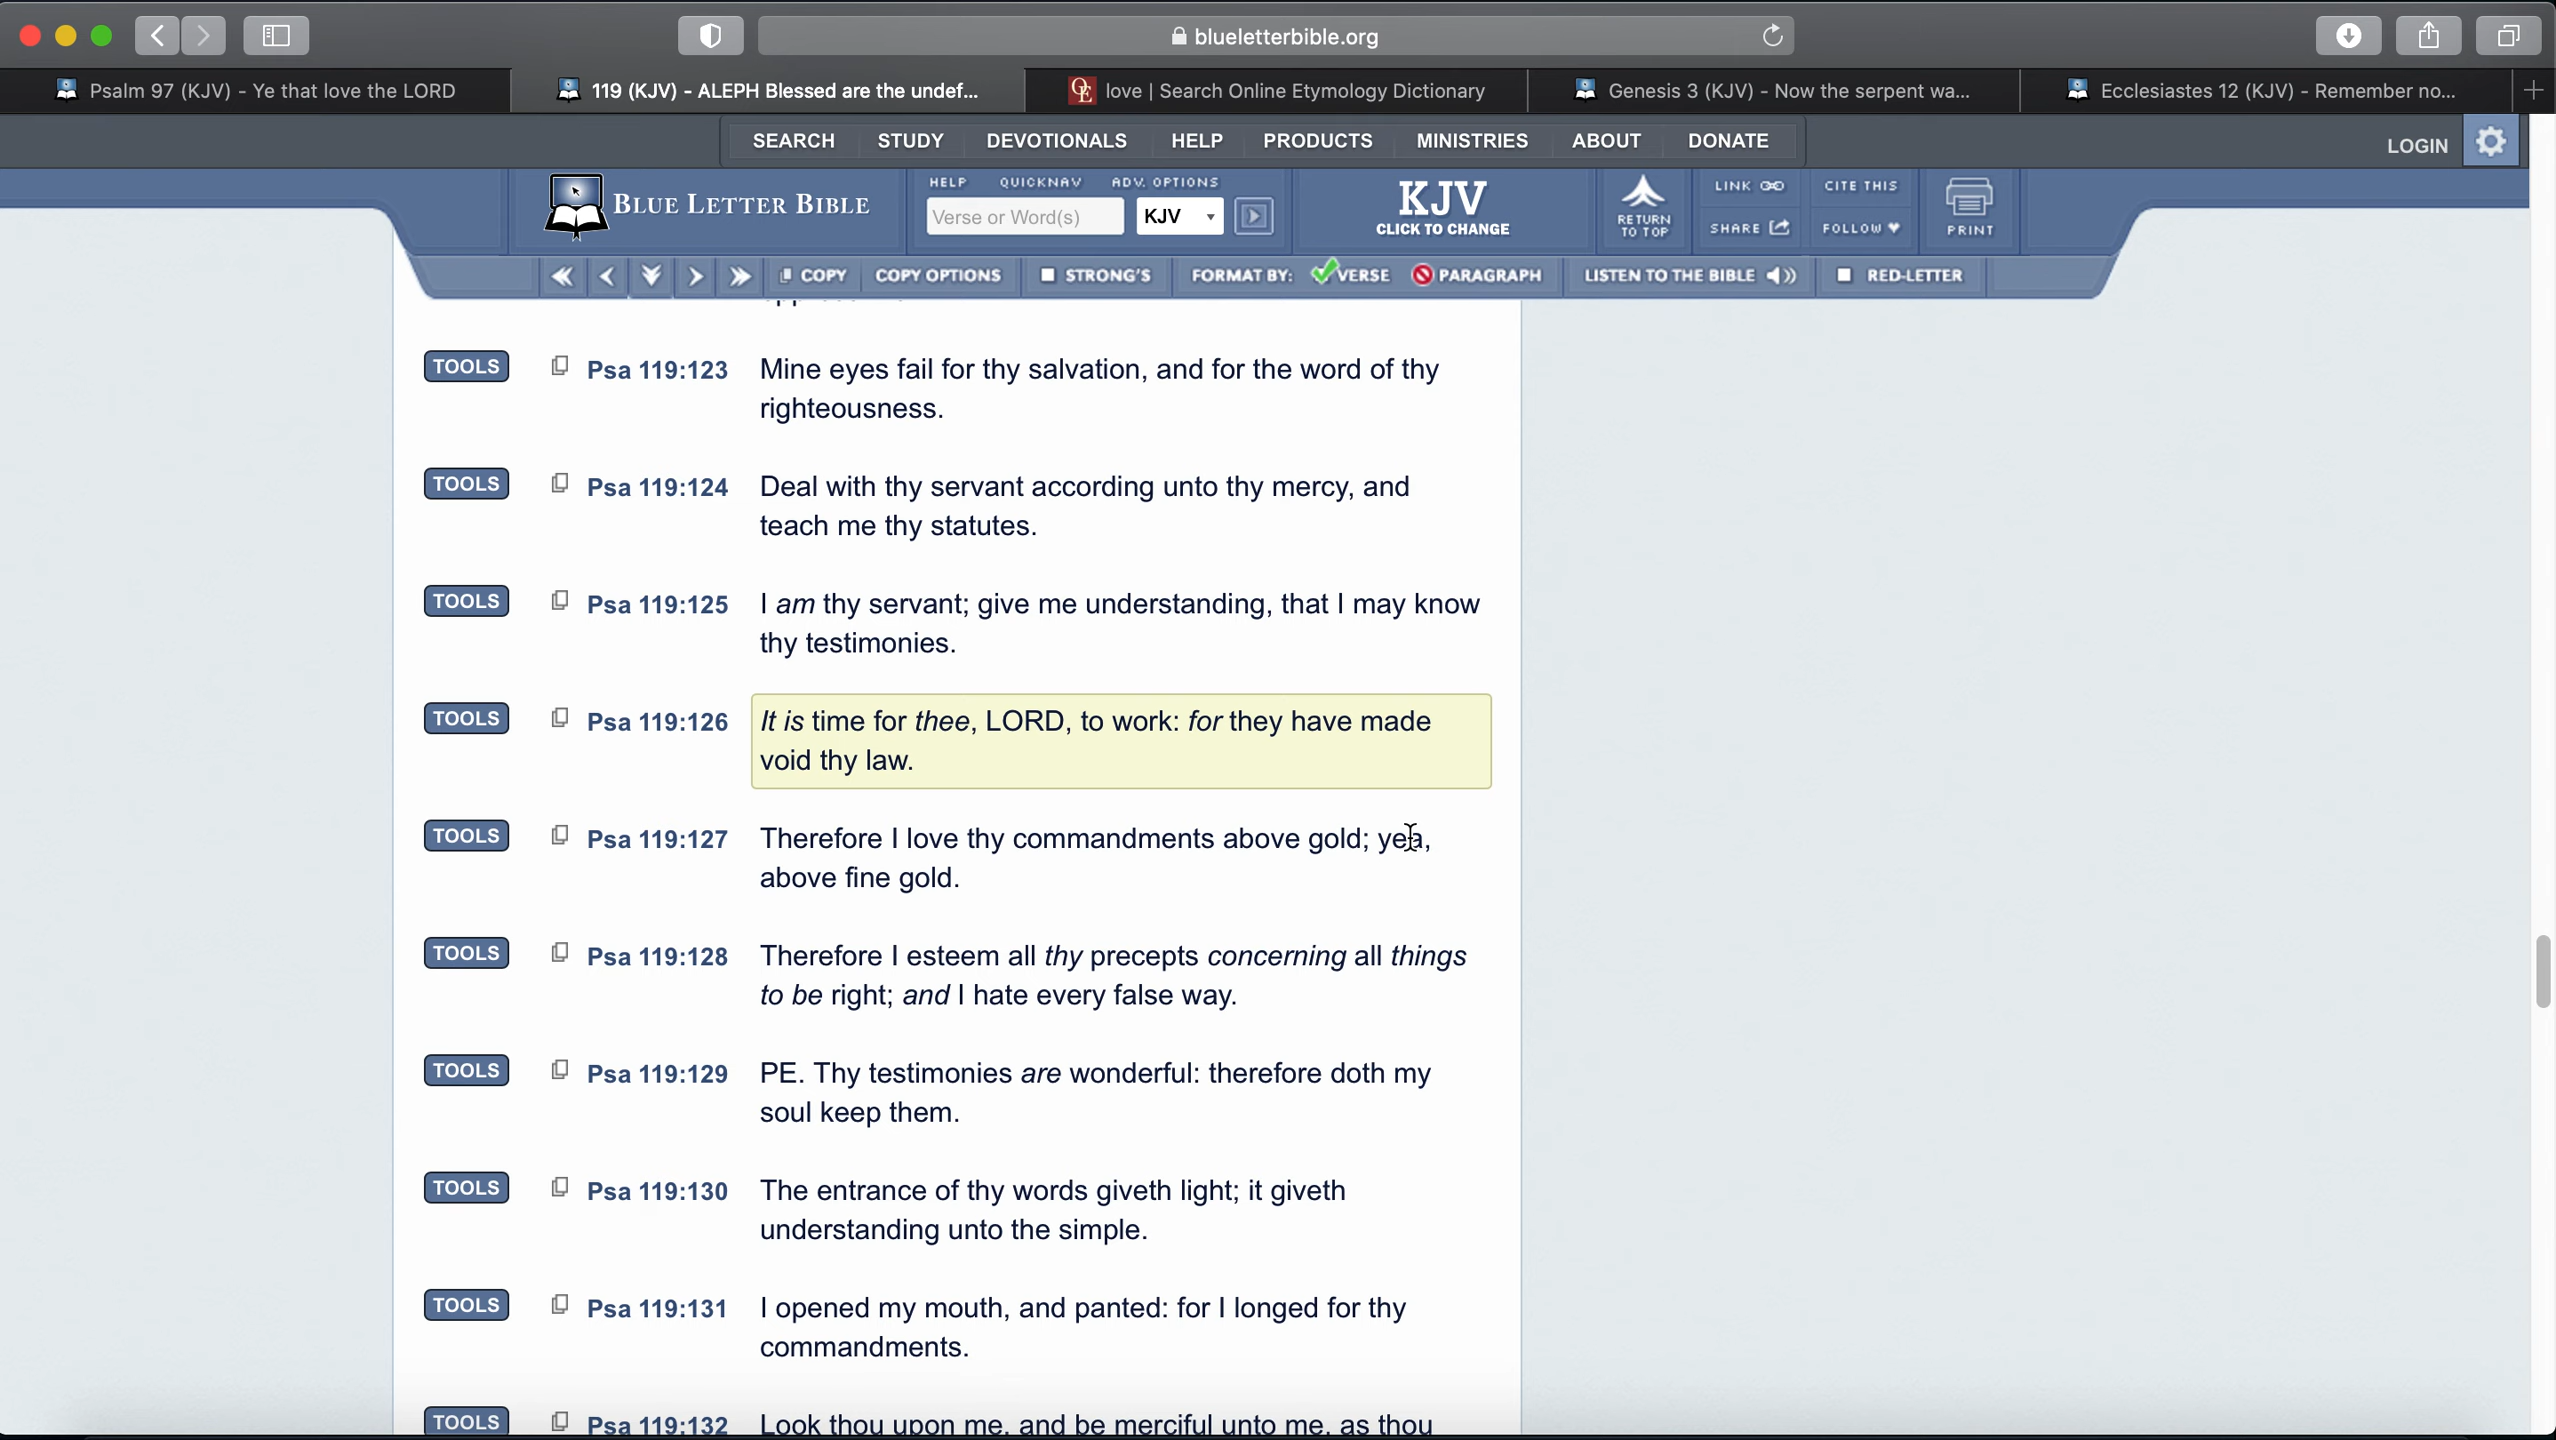 blueletterbible.org
Psalm 97 (KJV) - Ye that love the LORD
119 (KJV) - ALEPH Blessed are the undef...
OE love | Search Online Etymology Dictionary
Genesis 3 (KJV) - Now the serpent wa...
Ecclesiastes 12 (KJV) - Remember no...
SEARCH STUDY DEVOTIONALS HELP PRODUCTS MINISTRIES ABOUT DONATE
LOGIN
BLUE LETTER BIBLE
HELP QUICKNAV ADV. OPTIONS
Verse or Word(s) KJV
KJV
CLICK TO CHANGE
RETURN
TO TOP
LINK CITE THIS
SHARE FOLLOW
PRINT
COPY COPY OPTIONS STRONG'S FORMAT BY: VERSE PARAGRAPH LISTEN TO THE BIBLE RED-LETTER
TOOLS Psa 119:123 Mine eyes fail for thy salvation, and for the word of thy
righteousness.
TOOLS Psa 119:124 Deal with thy servant according unto thy mercy, and
teach me thy statutes.
TOOLS Psa 119:125 I am thy servant; give me understanding, that I may know
thy testimonies.
TOOLS Psa 119:126 It is time for thee, LORD, to work: for they have made
void thy law.
TOOLS Psa 119:127 Therefore I love thy commandments above gold; yea,
above fine gold.
TOOLS Psa 119:128 Therefore I esteem all thy precepts concerning all things
to be right; and I hate every false way.
TOOLS Psa 119:129 PE. Thy testimonies are wonderful: therefore doth my
soul keep them.
TOOLS Psa 119:130 The entrance of thy words giveth light; it giveth
understanding unto the simple.
TOOLS Psa 119:131 I opened my mouth, and panted: for I longed for thy
commandments.
TOOLS Psa 119:132 Look thou upon me, and be merciful unto me, as thou